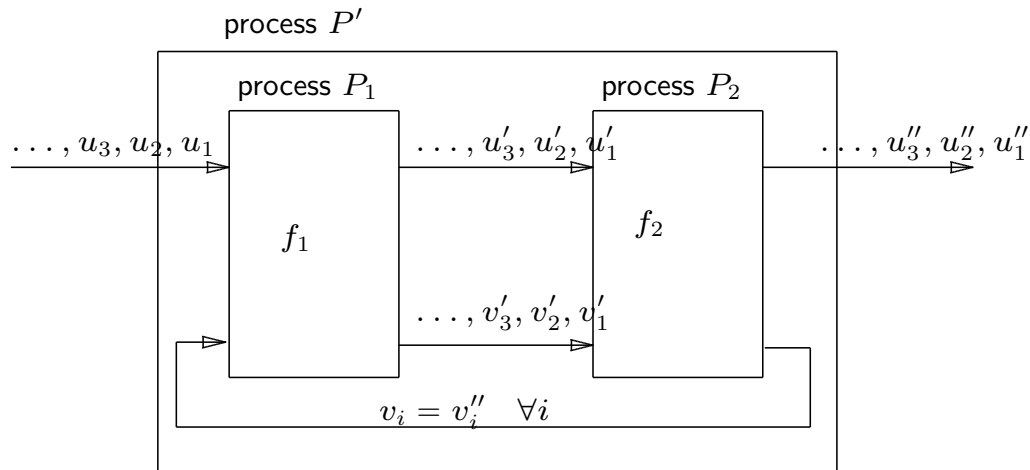 process P′
process P₁
process P₂
..., u₃, u₂, u₁
..., u′₃, u′₂, u′₁
..., u″₃, u″₂, u″₁
f₁
f₂
..., v′₃, v′₂, v′₁
vᵢ = v″ᵢ ∀i